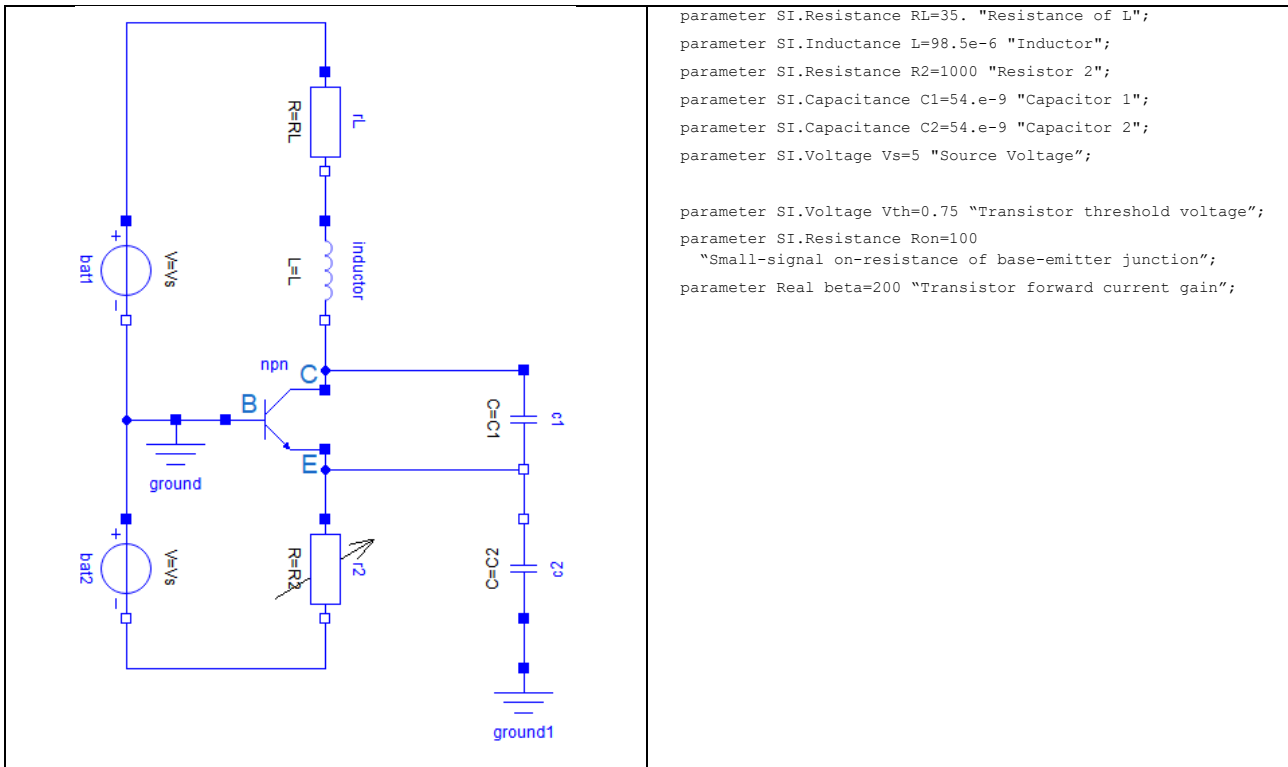 R=RL
rL
L=L
inductor
+
-
bat1
V=Vs
npn
C
B
E
ground
C=C1
c1
+
-
bat2
V=Vs
R=R2
r2
C=C2
c2
ground1
parameter SI.Resistance RL=35. "Resistance of L";
parameter SI.Inductance L=98.5e-6 "Inductor";
parameter SI.Resistance R2=1000 "Resistor 2";
parameter SI.Capacitance C1=54.e-9 "Capacitor 1";
parameter SI.Capacitance C2=54.e-9 "Capacitor 2";
parameter SI.Voltage Vs=5 "Source Voltage”;
parameter SI.Voltage Vth=0.75 “Transistor threshold voltage”;
parameter SI.Resistance Ron=100
“Small-signal on-resistance of base-emitter junction”;
parameter Real beta=200 “Transistor forward current gain”;